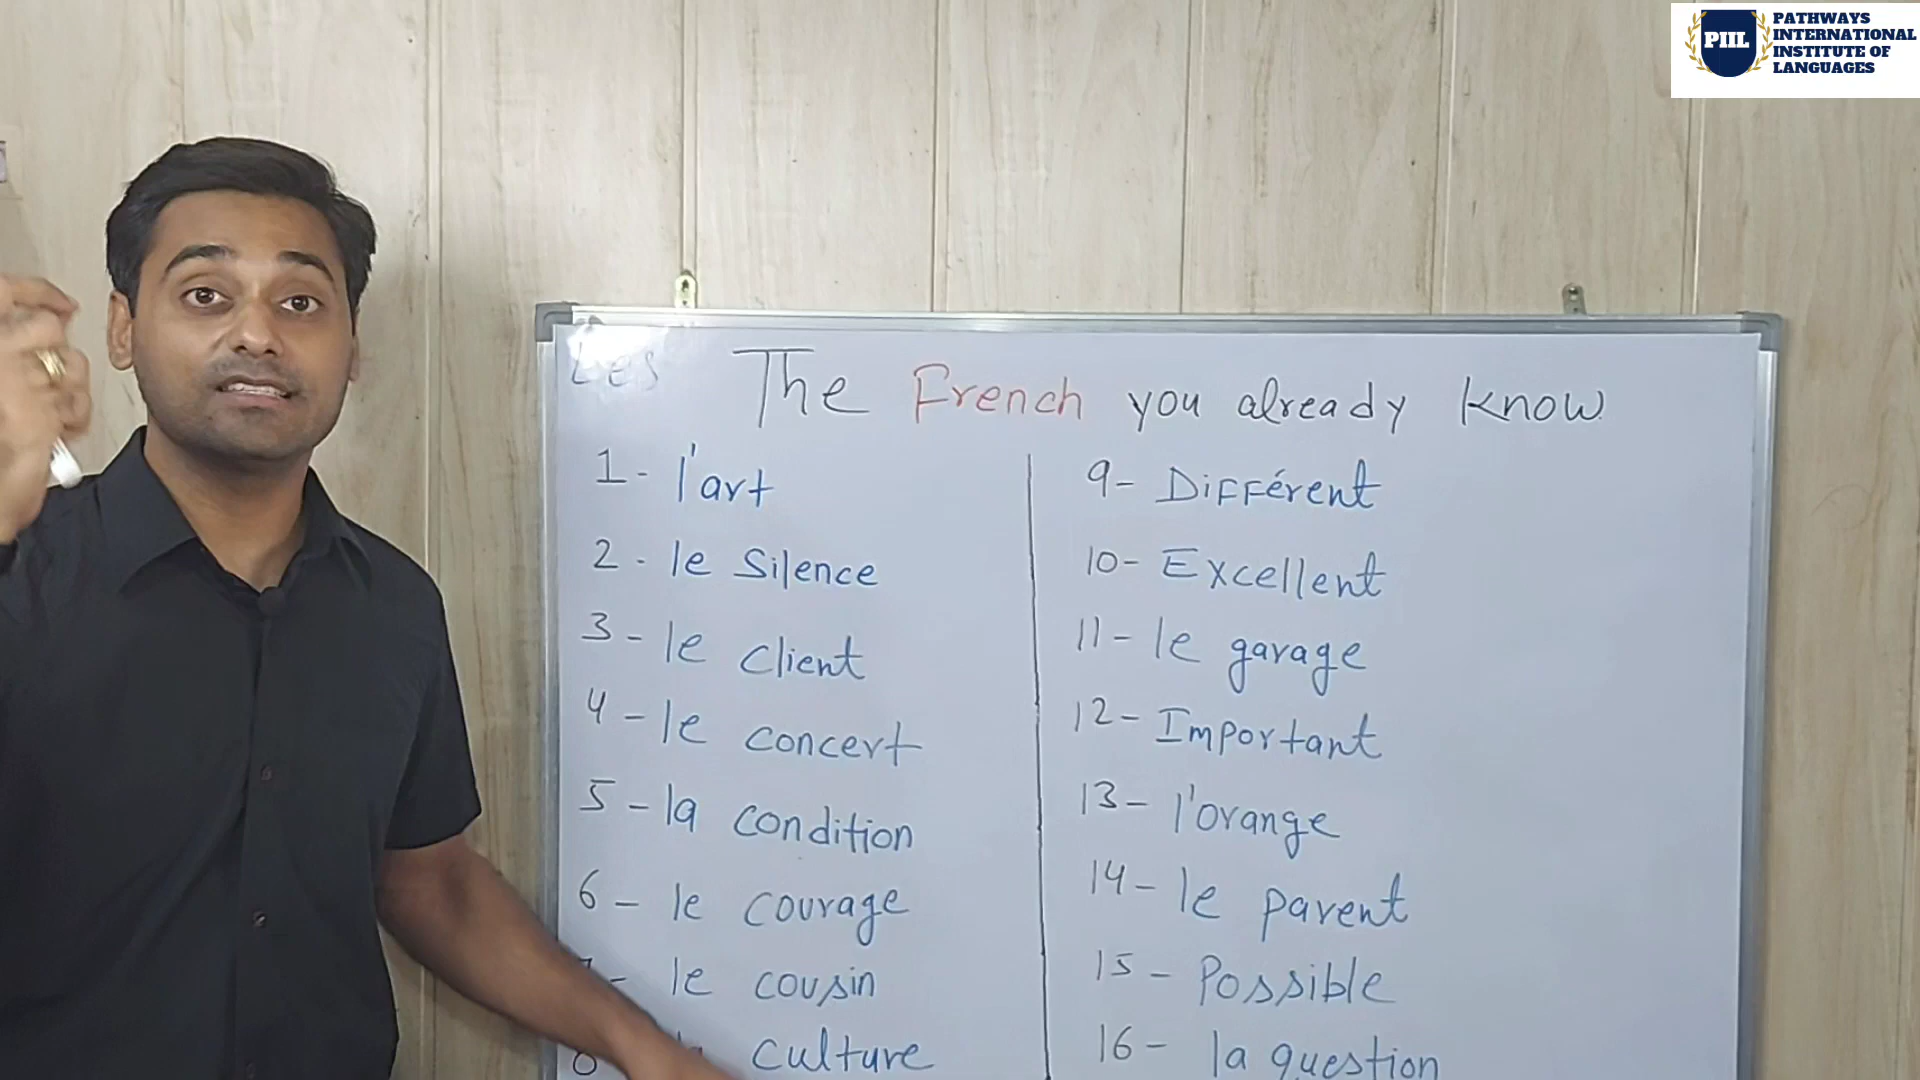 PIIL
PATHWAYS
INTERNATIONAL
INSTITUTE OF
LANGUAGES
Les
The French you already know
1- l'art
2- le Silence
3- le client
4- le concert
5- la condition
6- le courage
- le cousin
8 culture
9- Différent
10- Excellent
11- le garage
12- Important
13- l'orange
14- le parent
15- Possible
16- la question